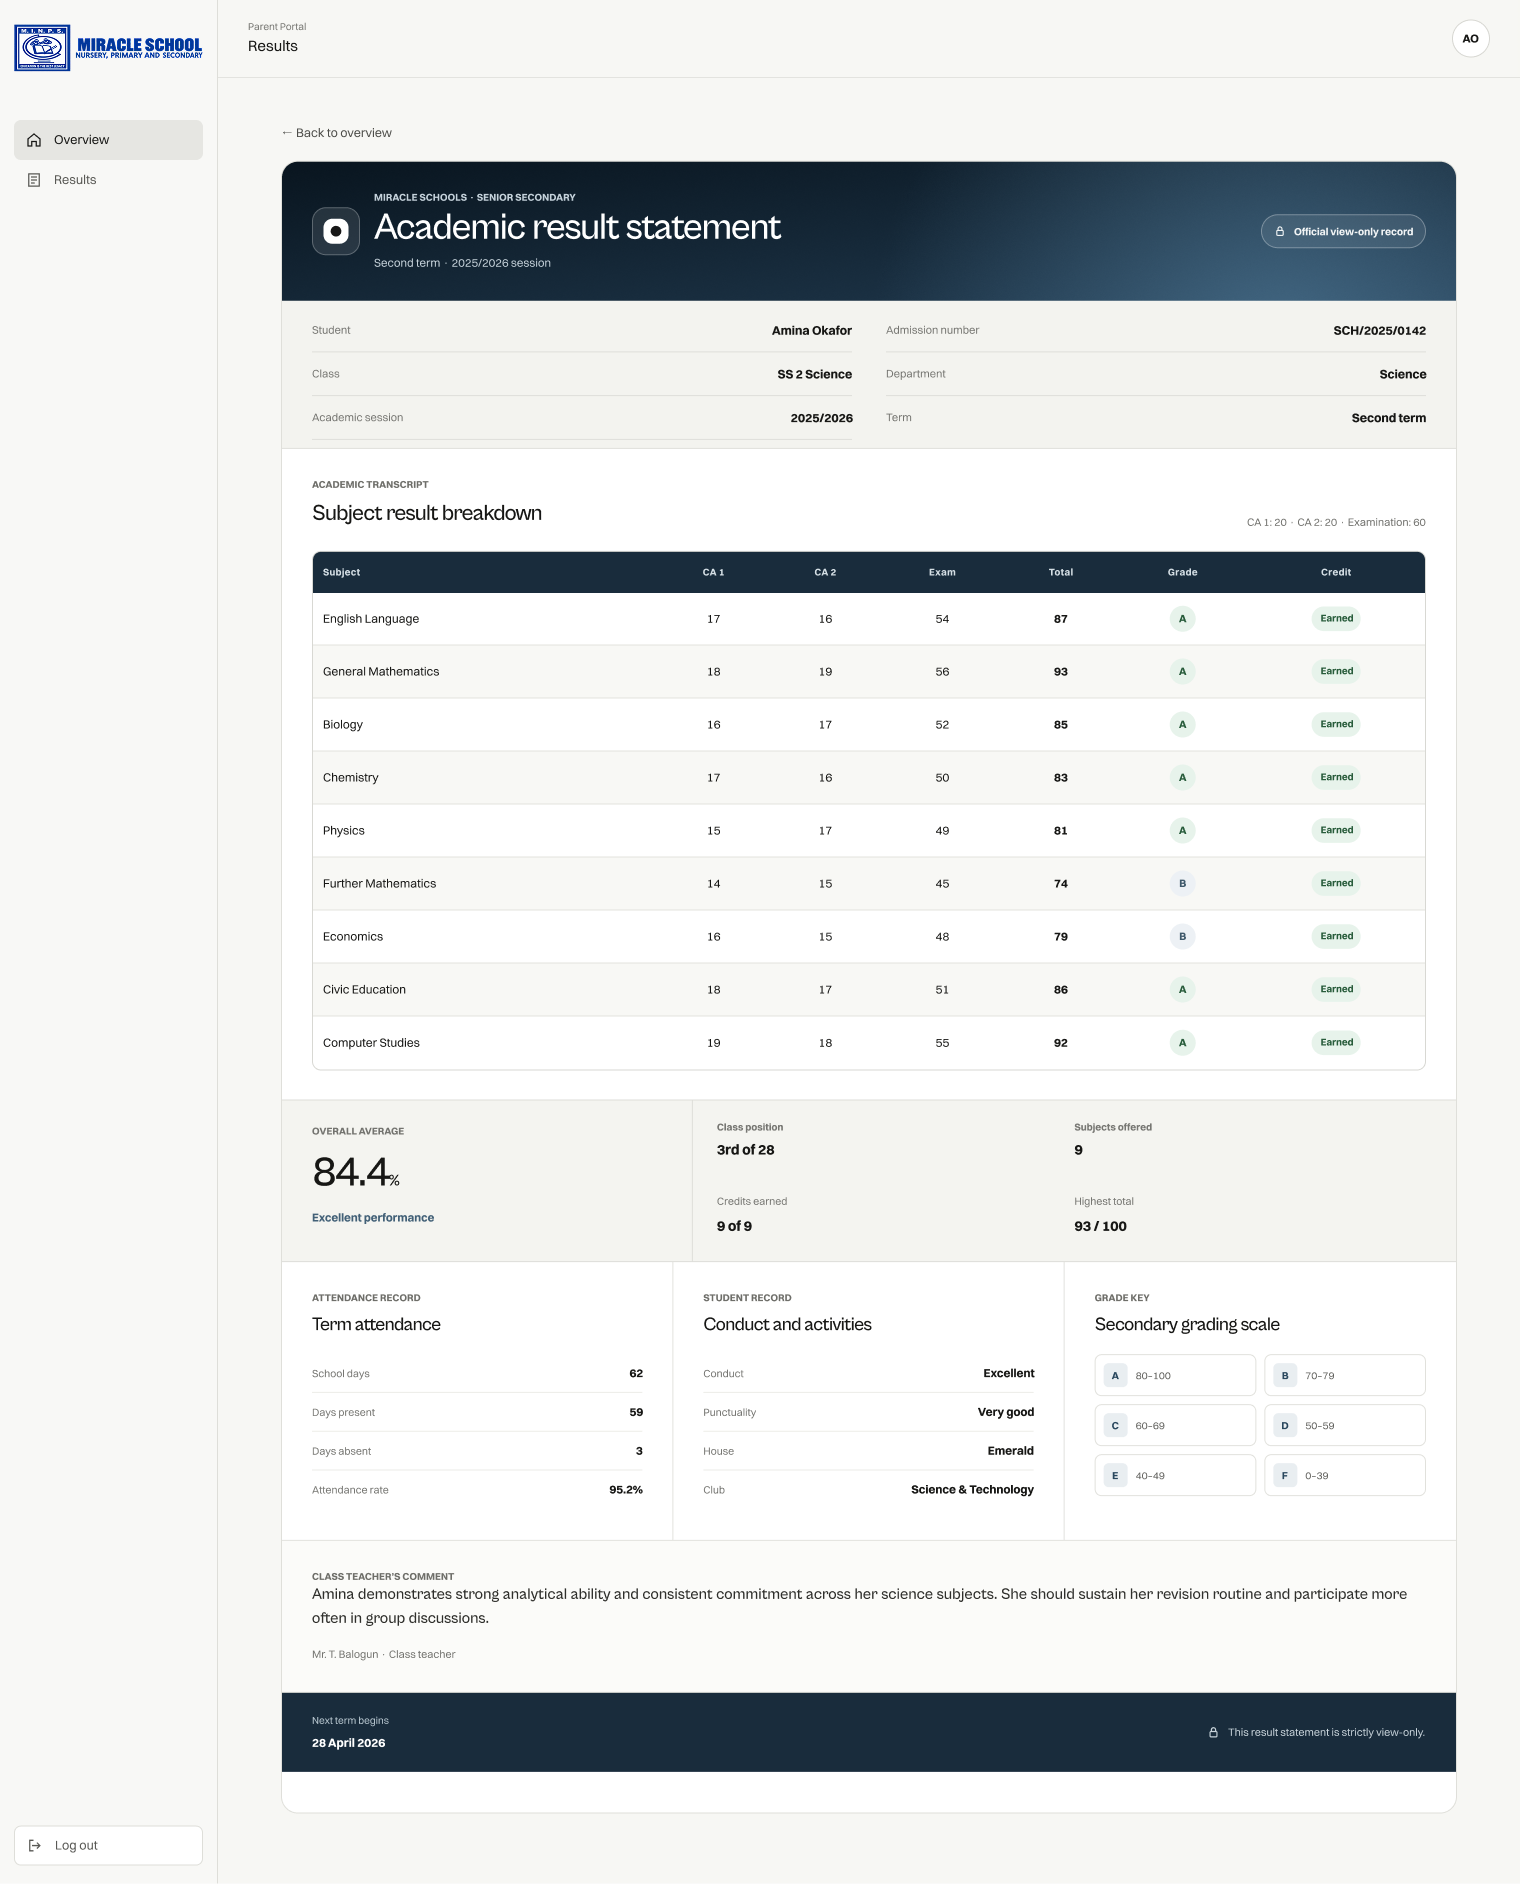 M.I.N.P.S.
MIRACLE SCHOOL
NURSERY, PRIMARY AND SECONDARY
Overview
Results
Log out
Parent Portal
Results
AO
← Back to overview
MIRACLE SCHOOLS · SENIOR SECONDARY
Academic result statement
Second term · 2025/2026 session
Official view-only record
Student Amina Okafor
Admission number SCH/2025/0142
Class SS 2 Science
Department Science
Academic session 2025/2026
Term Second term
ACADEMIC TRANSCRIPT
Subject result breakdown
CA 1: 20 · CA 2: 20 · Examination: 60
Subject CA 1 CA 2 Exam Total Grade Credit
English Language 17 16 54 87 A Earned
General Mathematics 18 19 56 93 A Earned
Biology 16 17 52 85 A Earned
Chemistry 17 16 50 83 A Earned
Physics 15 17 49 81 A Earned
Further Mathematics 14 15 45 74 B Earned
Economics 16 15 48 79 B Earned
Civic Education 18 17 51 86 A Earned
Computer Studies 19 18 55 92 A Earned
OVERALL AVERAGE
84.4%
Excellent performance
Class position
3rd of 28
Subjects offered
9
Credits earned
9 of 9
Highest total
93 / 100
ATTENDANCE RECORD
Term attendance
School days 62
Days present 59
Days absent 3
Attendance rate 95.2%
STUDENT RECORD
Conduct and activities
Conduct Excellent
Punctuality Very good
House Emerald
Club Science & Technology
GRADE KEY
Secondary grading scale
A 80–100
B 70–79
C 60–69
D 50–59
E 40–49
F 0–39
CLASS TEACHER'S COMMENT
Amina demonstrates strong analytical ability and consistent commitment across her science subjects. She should sustain her revision routine and participate more
often in group discussions.
Mr. T. Balogun · Class teacher
Next term begins
28 April 2026
This result statement is strictly view-only.